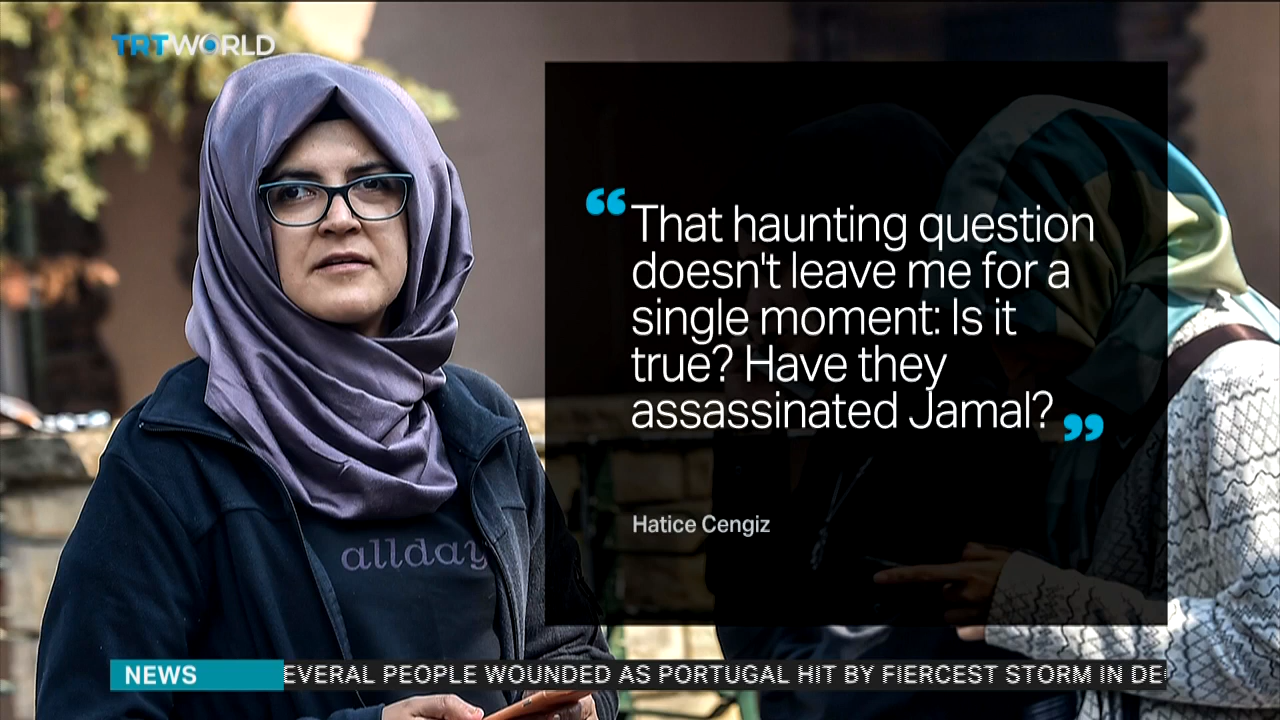 TRTWORLD
“That haunting question
doesn't leave me for a
single moment: Is it
true? Have they
assassinated Jamal?”
Hatice Cengiz
allday
NEWS
EVERAL PEOPLE WOUNDED AS PORTUGAL HIT BY FIERCEST STORM IN DE